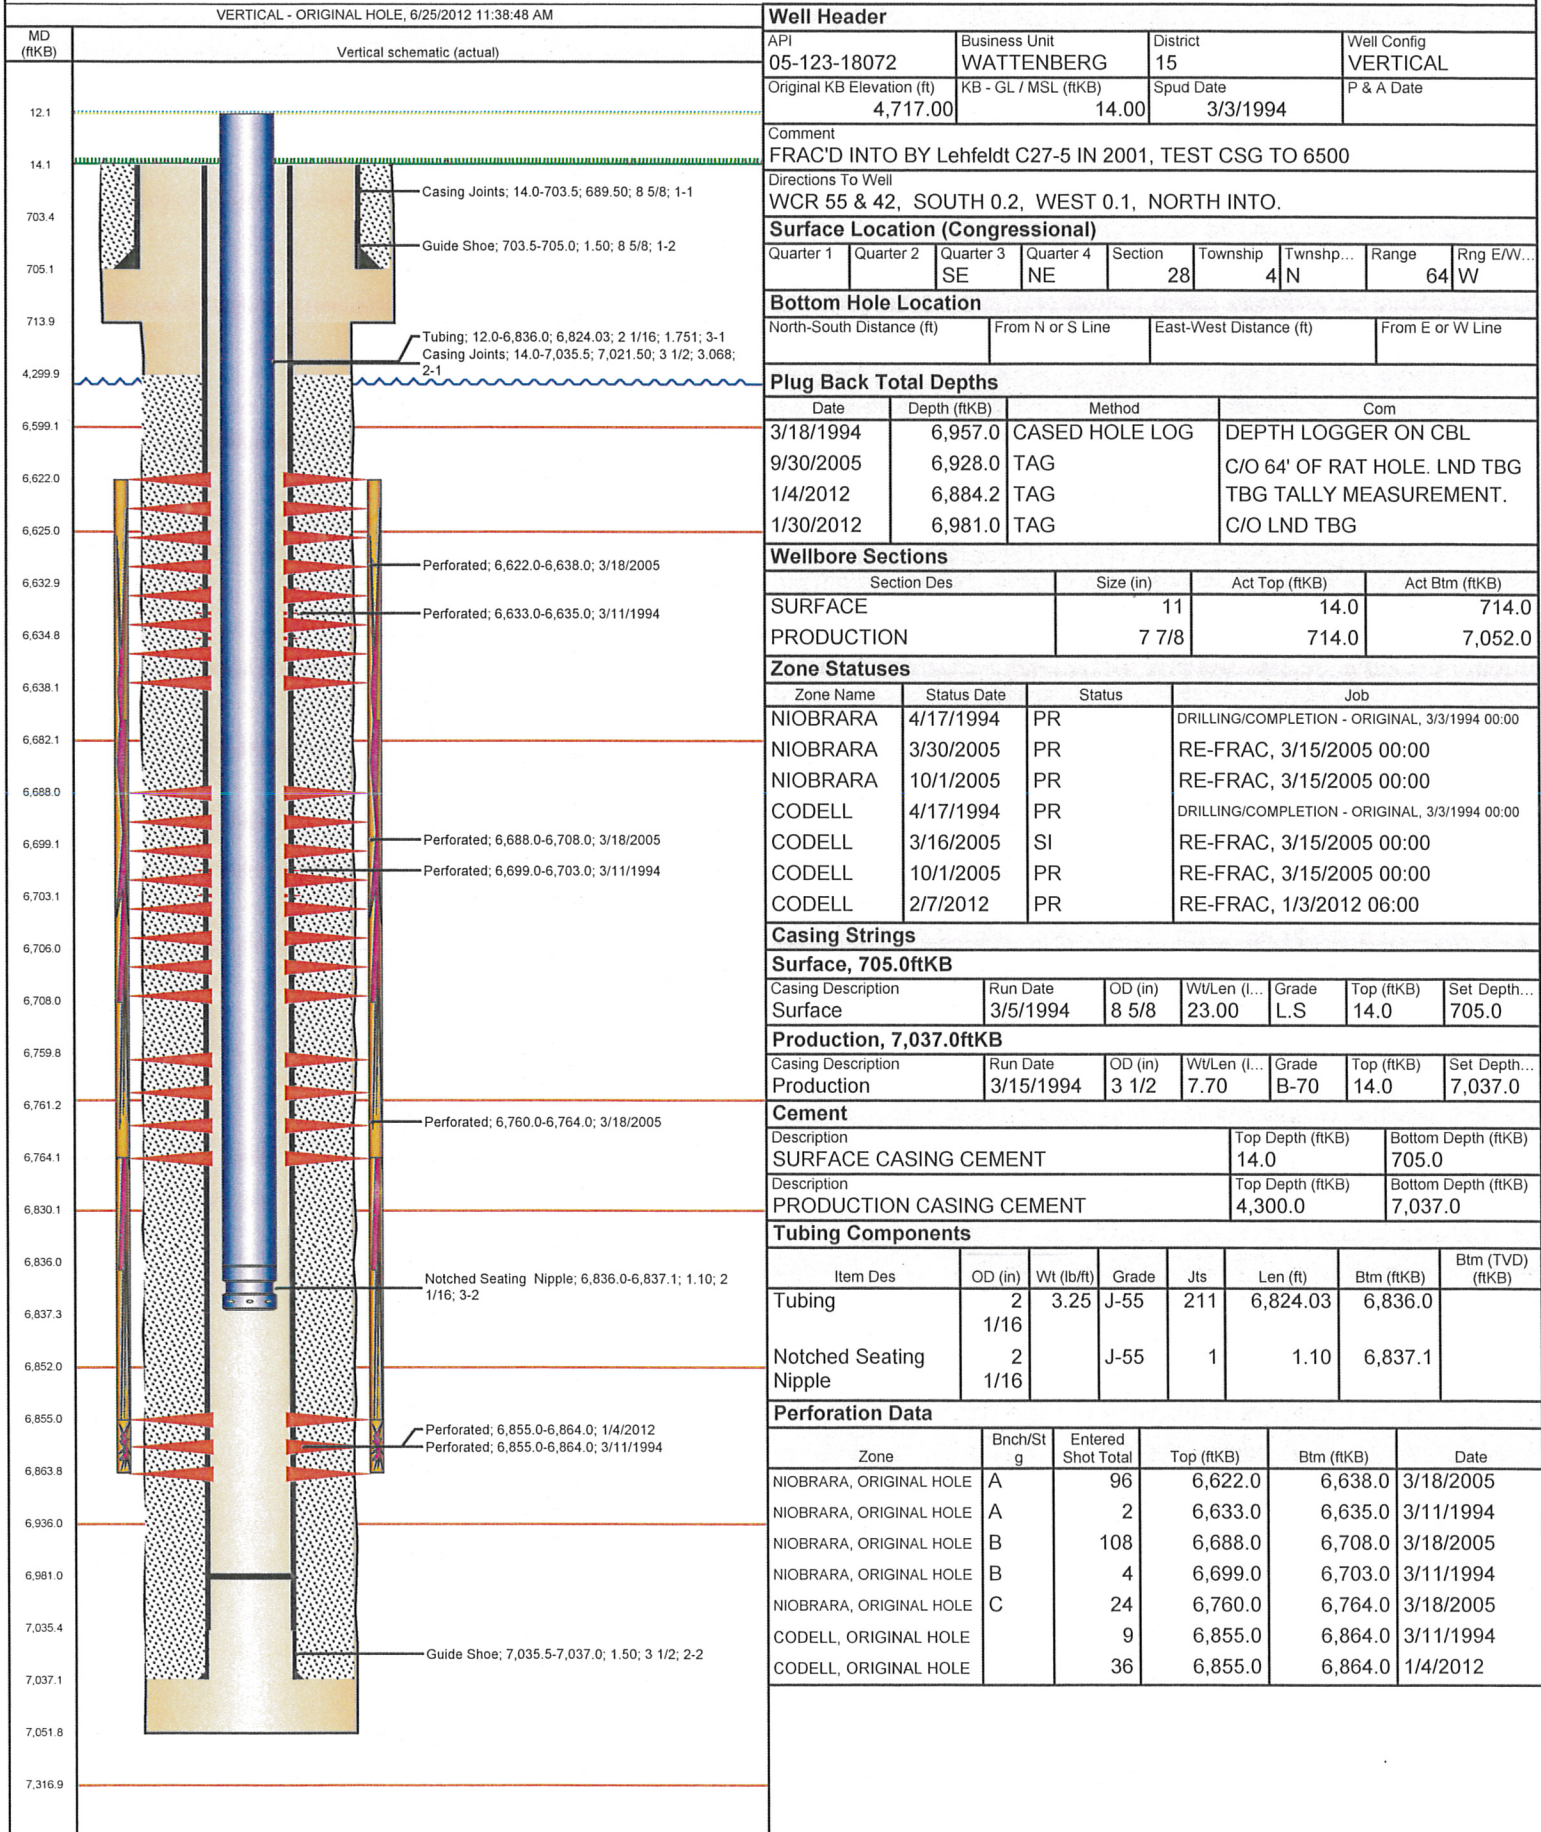 VERTICAL - ORIGINAL HOLE, 6/25/2012 11:38:48 AM
MD
(ftKB)
Vertical schematic (actual)
12.1
14.1
Casing Joints; 14.0-703.5; 689.50; 8 5/8; 1-1
703.4
Guide Shoe; 703.5-705.0; 1.50; 8 5/8; 1-2
705.1
713.9
Tubing; 12.0-6,836.0; 6,824.03; 2 1/16; 1.751; 3-1
Casing Joints; 14.0-7,035.5; 7,021.50; 3 1/2; 3.068;
2-1
4,299.9
6,599.1
6,622.0
6,625.0
Perforated; 6,622.0-6,638.0; 3/18/2005
6,632.9
Perforated; 6,633.0-6,635.0; 3/11/1994
6,634.8
6,638.1
6,682.1
6,688.0
Perforated; 6,688.0-6,708.0; 3/18/2005
6,699.1
Perforated; 6,699.0-6,703.0; 3/11/1994
6,703.1
6,706.0
6,708.0
6,759.8
6,761.2
Perforated; 6,760.0-6,764.0; 3/18/2005
6,764.1
6,830.1
6,836.0
Notched Seating Nipple; 6,836.0-6,837.1; 1.10; 2
1/16; 3-2
6,837.3
6,852.0
6,855.0
Perforated; 6,855.0-6,864.0; 1/4/2012
Perforated; 6,855.0-6,864.0; 3/11/1994
6,863.8
6,936.0
6,981.0
7,035.4
Guide Shoe; 7,035.5-7,037.0; 1.50; 3 1/2; 2-2
7,037.1
7,051.8
7,316.9
Well Header
API Business Unit District Well Config
05-123-18072 WATTENBERG 15 VERTICAL
Original KB Elevation (ft) KB - GL / MSL (ftKB) Spud Date P & A Date
4,717.00 14.00 3/3/1994
Comment
FRAC'D INTO BY Lehfeldt C27-5 IN 2001, TEST CSG TO 6500
Directions To Well
WCR 55 & 42, SOUTH 0.2, WEST 0.1, NORTH INTO.
Surface Location (Congressional)
Quarter 1 Quarter 2 Quarter 3 Quarter 4 Section Township Twnshp... Range Rng E/W...
SE NE 28 4 N 64 W
Bottom Hole Location
North-South Distance (ft) From N or S Line East-West Distance (ft) From E or W Line
Plug Back Total Depths
Date Depth (ftKB) Method Com
3/18/1994 6,957.0 CASED HOLE LOG DEPTH LOGGER ON CBL
9/30/2005 6,928.0 TAG C/O 64' OF RAT HOLE. LND TBG
1/4/2012 6,884.2 TAG TBG TALLY MEASUREMENT.
1/30/2012 6,981.0 TAG C/O LND TBG
Wellbore Sections
Section Des Size (in) Act Top (ftKB) Act Btm (ftKB)
SURFACE 11 14.0 714.0
PRODUCTION 7 7/8 714.0 7,052.0
Zone Statuses
Zone Name Status Date Status Job
NIOBRARA 4/17/1994 PR DRILLING/COMPLETION - ORIGINAL, 3/3/1994 00:00
NIOBRARA 3/30/2005 PR RE-FRAC, 3/15/2005 00:00
NIOBRARA 10/1/2005 PR RE-FRAC, 3/15/2005 00:00
CODELL 4/17/1994 PR DRILLING/COMPLETION - ORIGINAL, 3/3/1994 00:00
CODELL 3/16/2005 SI RE-FRAC, 3/15/2005 00:00
CODELL 10/1/2005 PR RE-FRAC, 3/15/2005 00:00
CODELL 2/7/2012 PR RE-FRAC, 1/3/2012 06:00
Casing Strings
Surface, 705.0ftKB
Casing Description Run Date OD (in) Wt/Len (l... Grade Top (ftKB) Set Depth...
Surface 3/5/1994 8 5/8 23.00 L.S 14.0 705.0
Production, 7,037.0ftKB
Casing Description Run Date OD (in) Wt/Len (l... Grade Top (ftKB) Set Depth...
Production 3/15/1994 3 1/2 7.70 B-70 14.0 7,037.0
Cement
Description Top Depth (ftKB) Bottom Depth (ftKB)
SURFACE CASING CEMENT 14.0 705.0
Description Top Depth (ftKB) Bottom Depth (ftKB)
PRODUCTION CASING CEMENT 4,300.0 7,037.0
Tubing Components
Item Des OD (in) Wt (lb/ft) Grade Jts Len (ft) Btm (ftKB) Btm (TVD)
(ftKB)
Tubing 2 3.25 J-55 211 6,824.03 6,836.0
1/16
Notched Seating 2 J-55 1 1.10 6,837.1
Nipple 1/16
Perforation Data
Zone Bnch/St
g Entered
Shot Total Top (ftKB) Btm (ftKB) Date
NIOBRARA, ORIGINAL HOLE A 96 6,622.0 6,638.0 3/18/2005
NIOBRARA, ORIGINAL HOLE A 2 6,633.0 6,635.0 3/11/1994
NIOBRARA, ORIGINAL HOLE B 108 6,688.0 6,708.0 3/18/2005
NIOBRARA, ORIGINAL HOLE B 4 6,699.0 6,703.0 3/11/1994
NIOBRARA, ORIGINAL HOLE C 24 6,760.0 6,764.0 3/18/2005
CODELL, ORIGINAL HOLE 9 6,855.0 6,864.0 3/11/1994
CODELL, ORIGINAL HOLE 36 6,855.0 6,864.0 1/4/2012